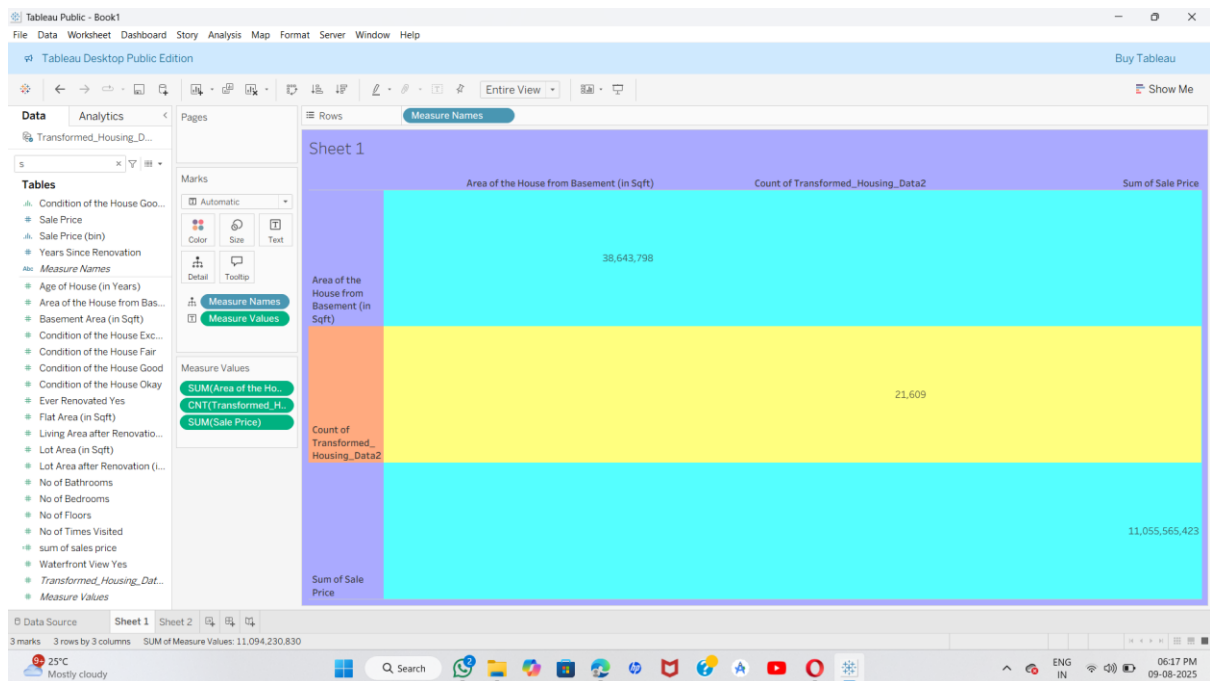 Tableau Public - Book1
File Data Worksheet Dashboard Story Analysis Map Format Server Window Help
Tableau Desktop Public Edition
Buy Tableau
Entire View
Show Me
Data
Analytics
Transformed_Housing_D...
s
Tables
Condition of the House Goo...
Sale Price
Sale Price (bin)
Years Since Renovation
Abc Measure Names
Age of House (in Years)
Area of the House from Bas...
Basement Area (in Sqft)
Condition of the House Exc...
Condition of the House Fair
Condition of the House Good
Condition of the House Okay
Ever Renovated Yes
Flat Area (in Sqft)
Living Area after Renovatio...
Lot Area (in Sqft)
Lot Area after Renovation (i...
No of Bathrooms
No of Bedrooms
No of Floors
No of Times Visited
sum of sales price
Waterfront View Yes
Transformed_Housing_Dat...
Measure Values
Pages
Marks
Automatic
Color Size Text
Detail Tooltip
Measure Names
Measure Values
Measure Values
SUM(Area of the Ho..
CNT(Transformed_H..
SUM(Sale Price)
Rows
Measure Names
Sheet 1
Area of the House from Basement (in Sqft)
Count of Transformed_Housing_Data2
Sum of Sale Price
Area of the
House from
Basement (in
Sqft)
38,643,798
Count of
Transformed_
Housing_Data2
21,609
Sum of Sale
Price
11,055,565,423
Data Source
Sheet 1
Sheet 2
3 marks 3 rows by 3 columns SUM of Measure Values: 11,094,230,830
9+
25°C
Mostly cloudy
Search
2
ENG
IN
06:17 PM
09-08-2025